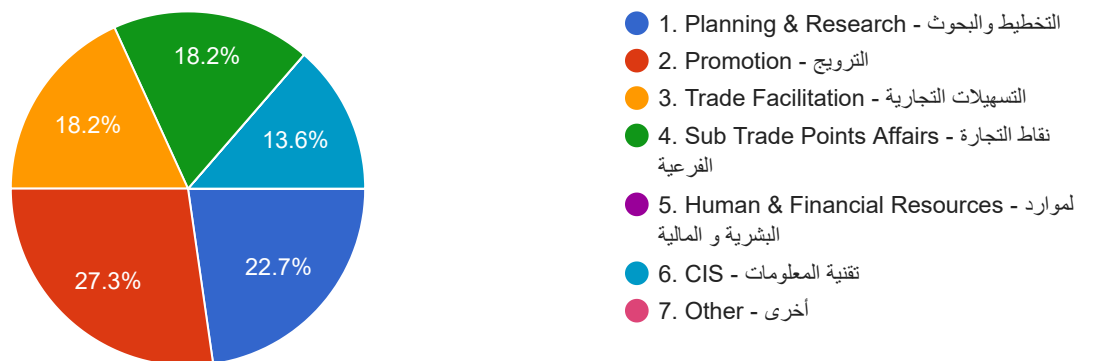 18.2%
18.2%
13.6%
27.3%
22.7%
1. Planning & Research - التخطيط والبحوث
2. Promotion - الترويج
3. Trade Facilitation - التسهيلات التجارية
4. Sub Trade Points Affairs - نقاط التجارة
الفرعية
5. Human & Financial Resources - لموارد
البشرية و المالية
6. CIS - تقنية المعلومات
7. Other - أخرى